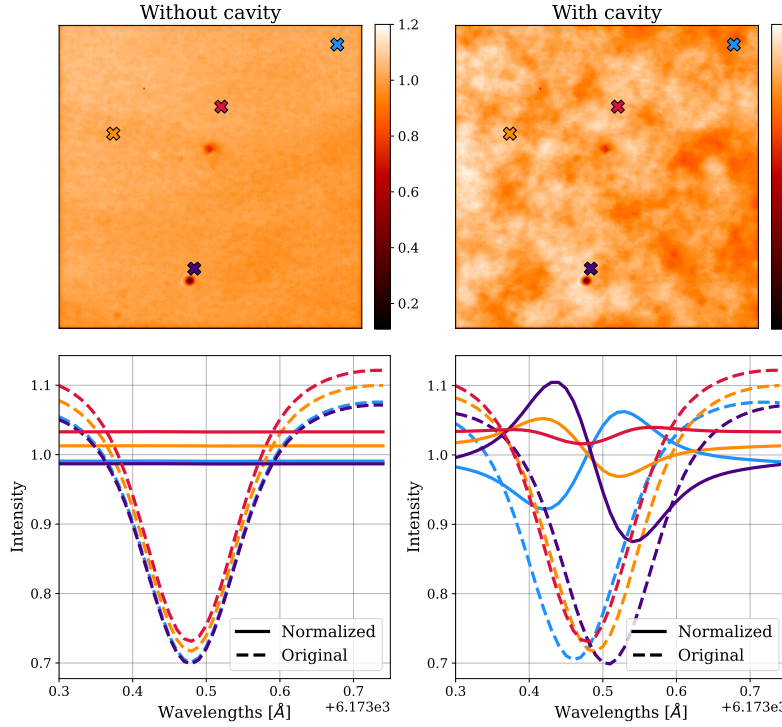 Without cavity
With cavity
1.2
1.0
0.8
0.6
0.4
0.2
1.1
1.0
0.9
0.8
0.7
Intensity
Normalized
Original
0.3 0.4 0.5 0.6 0.7
+6.173e3
Wavelengths [Å]
1.1
1.0
0.9
0.8
0.7
Intensity
Normalized
Original
0.3 0.4 0.5 0.6 0.7
+6.173e3
Wavelengths [Å]